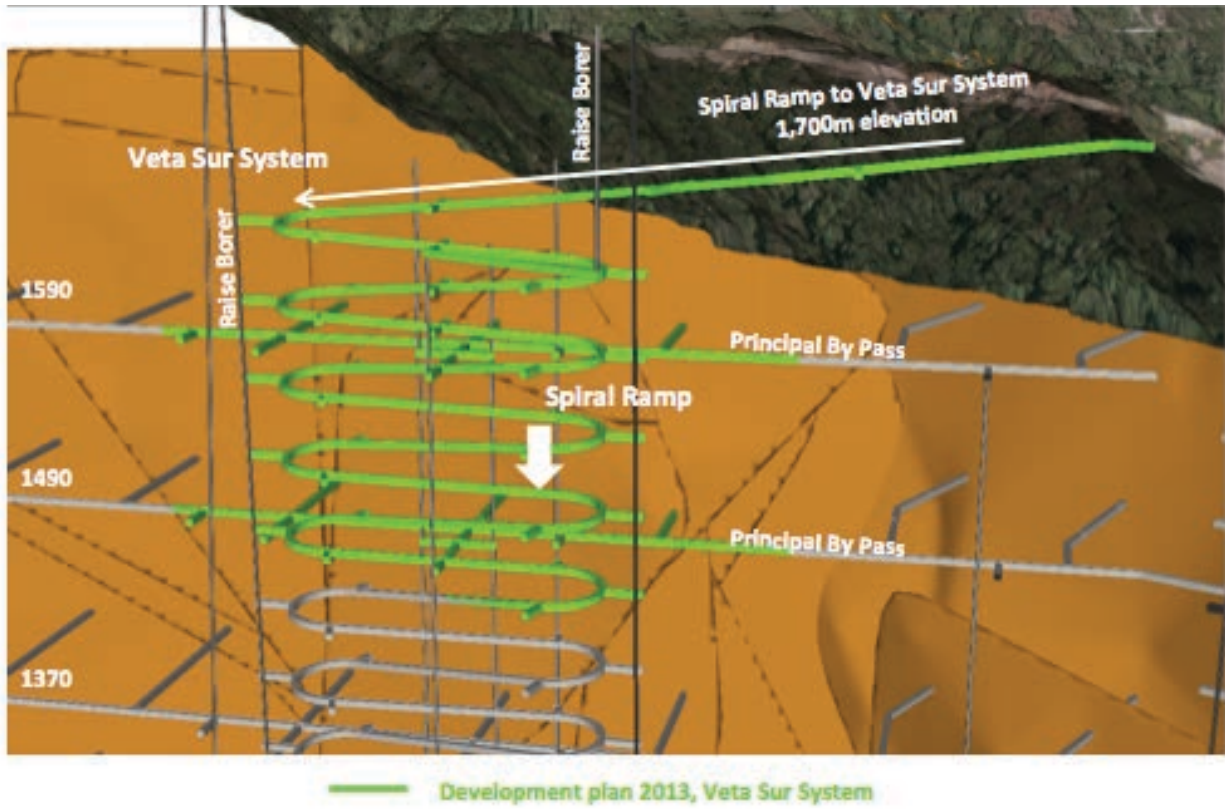 Spiral Ramp to Veta Sur System
1,700m elevation
Raise Borer
Veta Sur System
Raise Borer
1590
Principal By Pass
Spiral Ramp
1490
Principal By Pass
1370
Development plan 2013, Veta Sur System